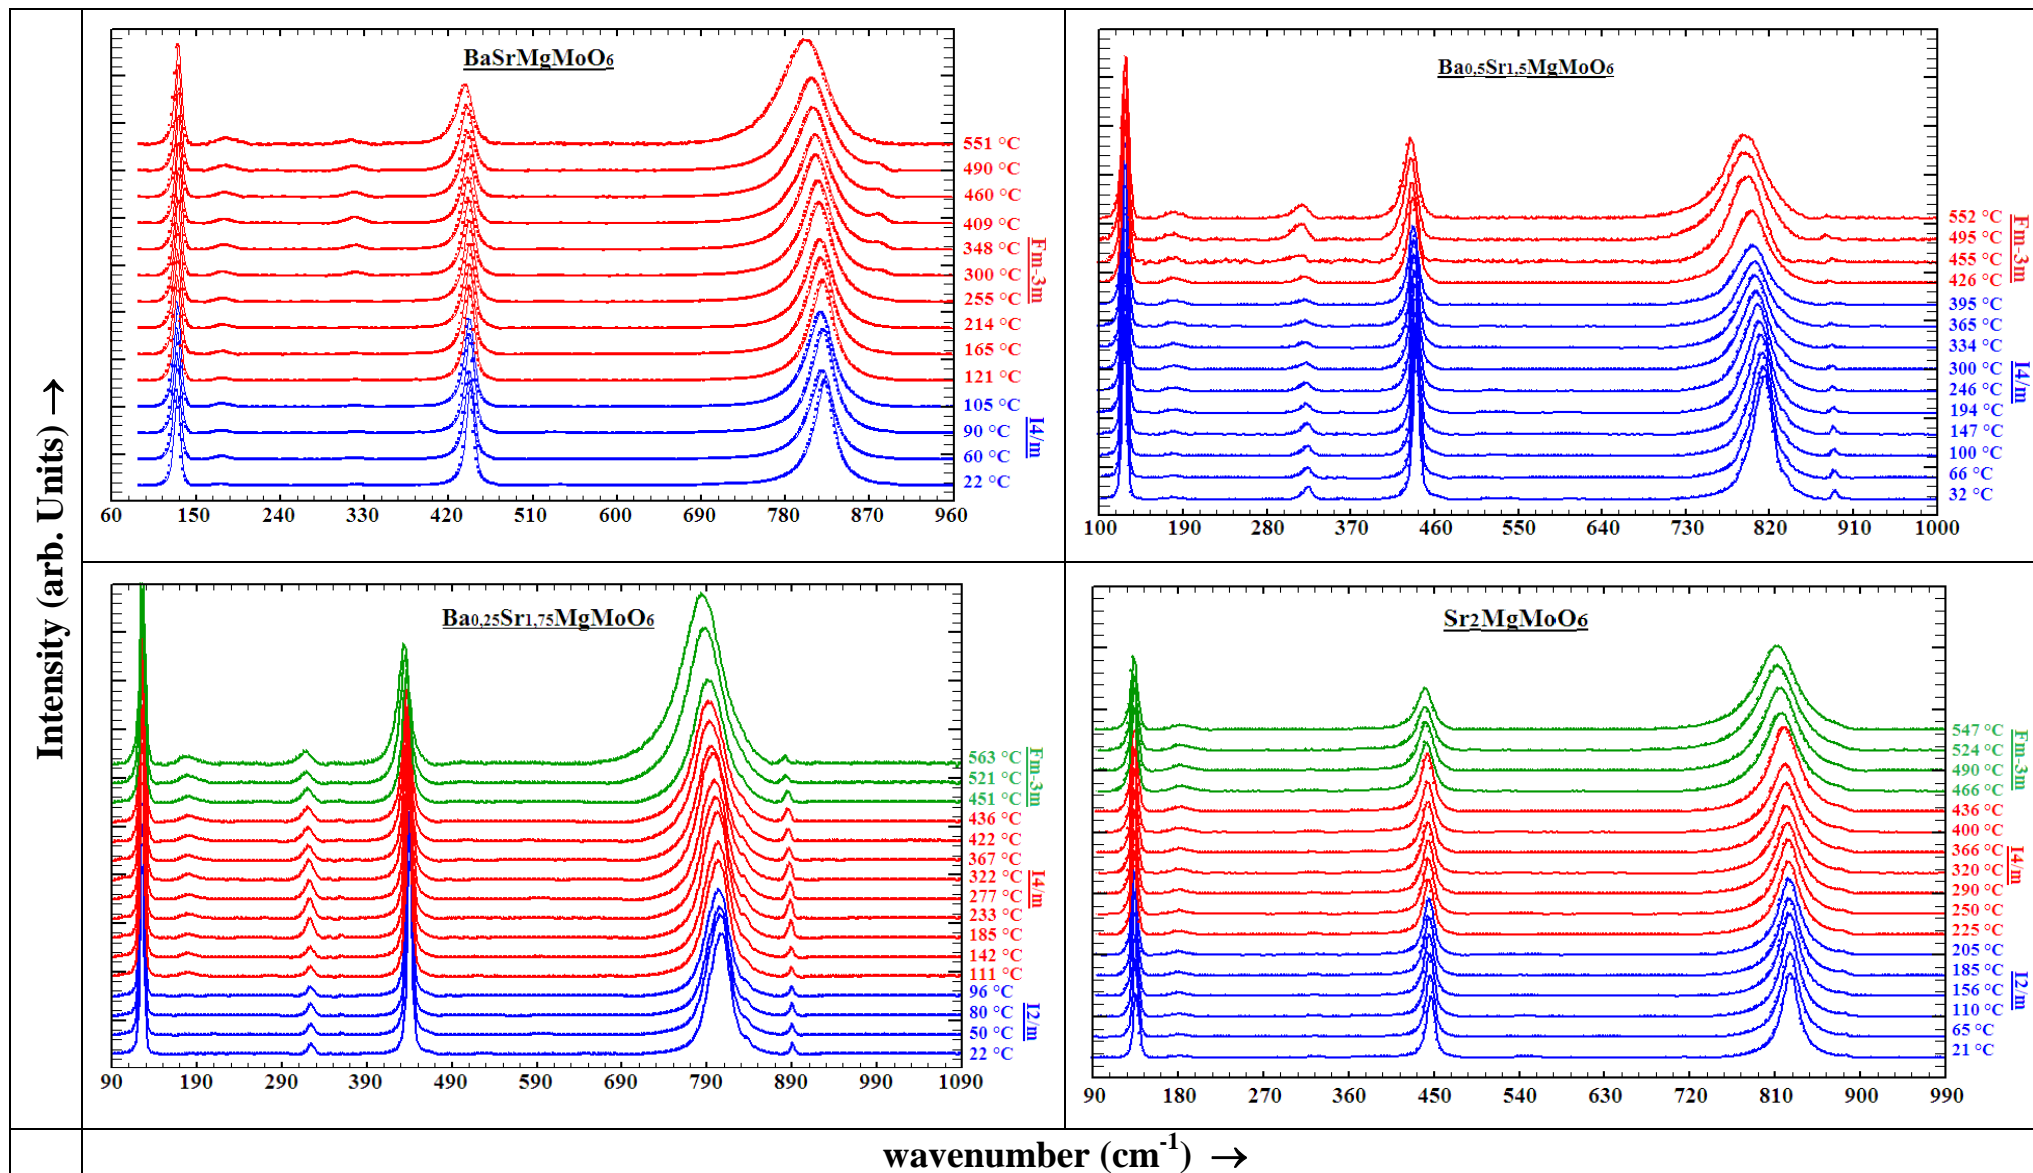 Intensity (arb. Units) →
BaSrMgMoO6
551 °C
490 °C
460 °C
409 °C
348 °C
300 °C
255 °C
214 °C
165 °C
121 °C
105 °C
90 °C
60 °C
22 °C
Fm-3m
I4/m
60 150 240 330 420 510 600 690 780 870 960
Ba0,5Sr1,5MgMoO6
552 °C
495 °C
455 °C
426 °C
395 °C
365 °C
334 °C
300 °C
246 °C
194 °C
147 °C
100 °C
66 °C
32 °C
Fm-3m
I4/m
100 190 280 370 460 550 640 730 820 910 1000
Ba0,25Sr1,75MgMoO6
563 °C
521 °C
451 °C
436 °C
422 °C
367 °C
322 °C
277 °C
233 °C
185 °C
142 °C
111 °C
96 °C
80 °C
50 °C
22 °C
Fm-3m
I4/m
I2/m
90 190 290 390 490 590 690 790 890 990 1090
Sr2MgMoO6
547 °C
524 °C
490 °C
466 °C
436 °C
400 °C
366 °C
320 °C
290 °C
250 °C
225 °C
205 °C
185 °C
156 °C
110 °C
65 °C
21 °C
Fm-3m
I4/m
I2/m
90 180 270 360 450 540 630 720 810 900 990
wavenumber (cm-1) →